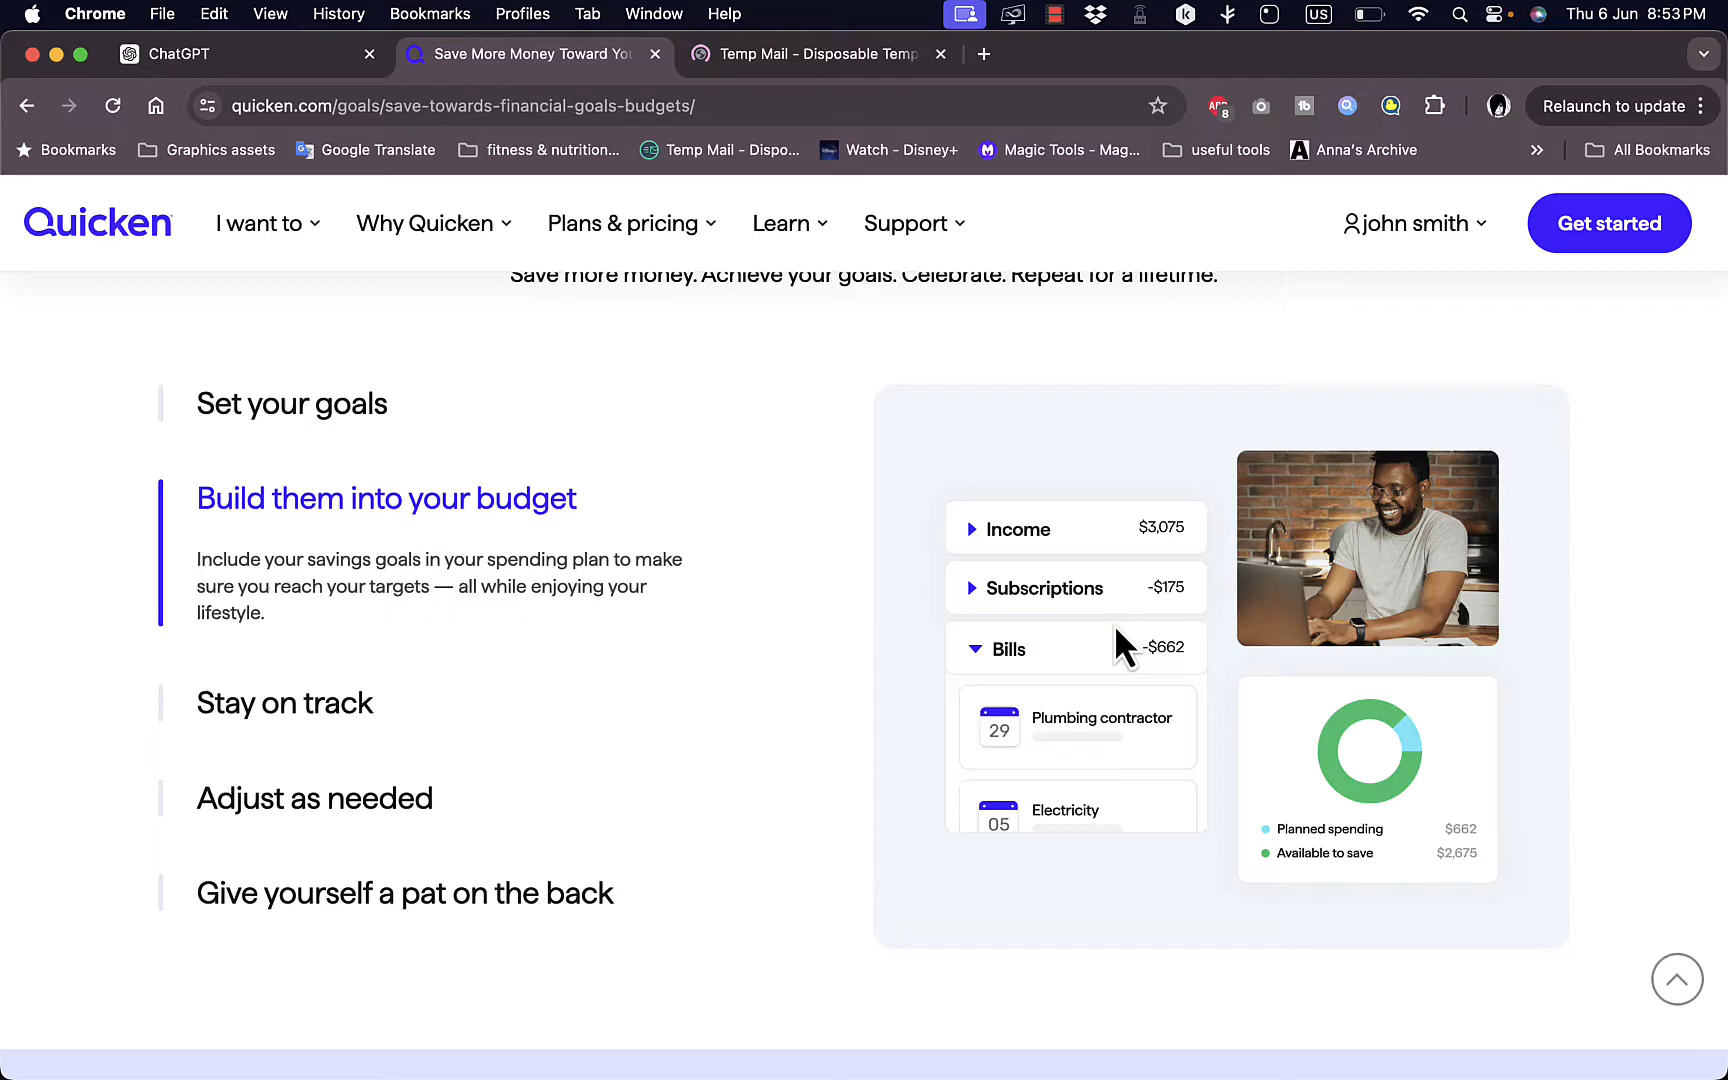 Chrome File Edit View History Bookmarks Profiles Tab Window Help US Thu 6 Jun 8:53 PM
ChatGPT Save More Money Toward Yo Temp Mail - Disposable Temp
quicken.com/goals/save-towards-financial-goals-budgets/ ABP 8 tb Relaunch to update
Bookmarks Graphics assets Google Translate fitness & nutrition... Temp Mail - Dispo... Watch - Disney+ Magic Tools - Mag... useful tools Anna's Archive All Bookmarks
Quicken I want to Why Quicken Plans & pricing Learn Support john smith Get started
Save more money. Achieve your goals. Celebrate. Repeat for a lifetime.
Set your goals
Build them into your budget
Include your savings goals in your spending plan to make
sure you reach your targets — all while enjoying your
lifestyle.
Stay on track
Adjust as needed
Give yourself a pat on the back
Income $3,075
Subscriptions -$175
Bills -$662
29 Plumbing contractor
05 Electricity
Planned spending $662
Available to save $2,675